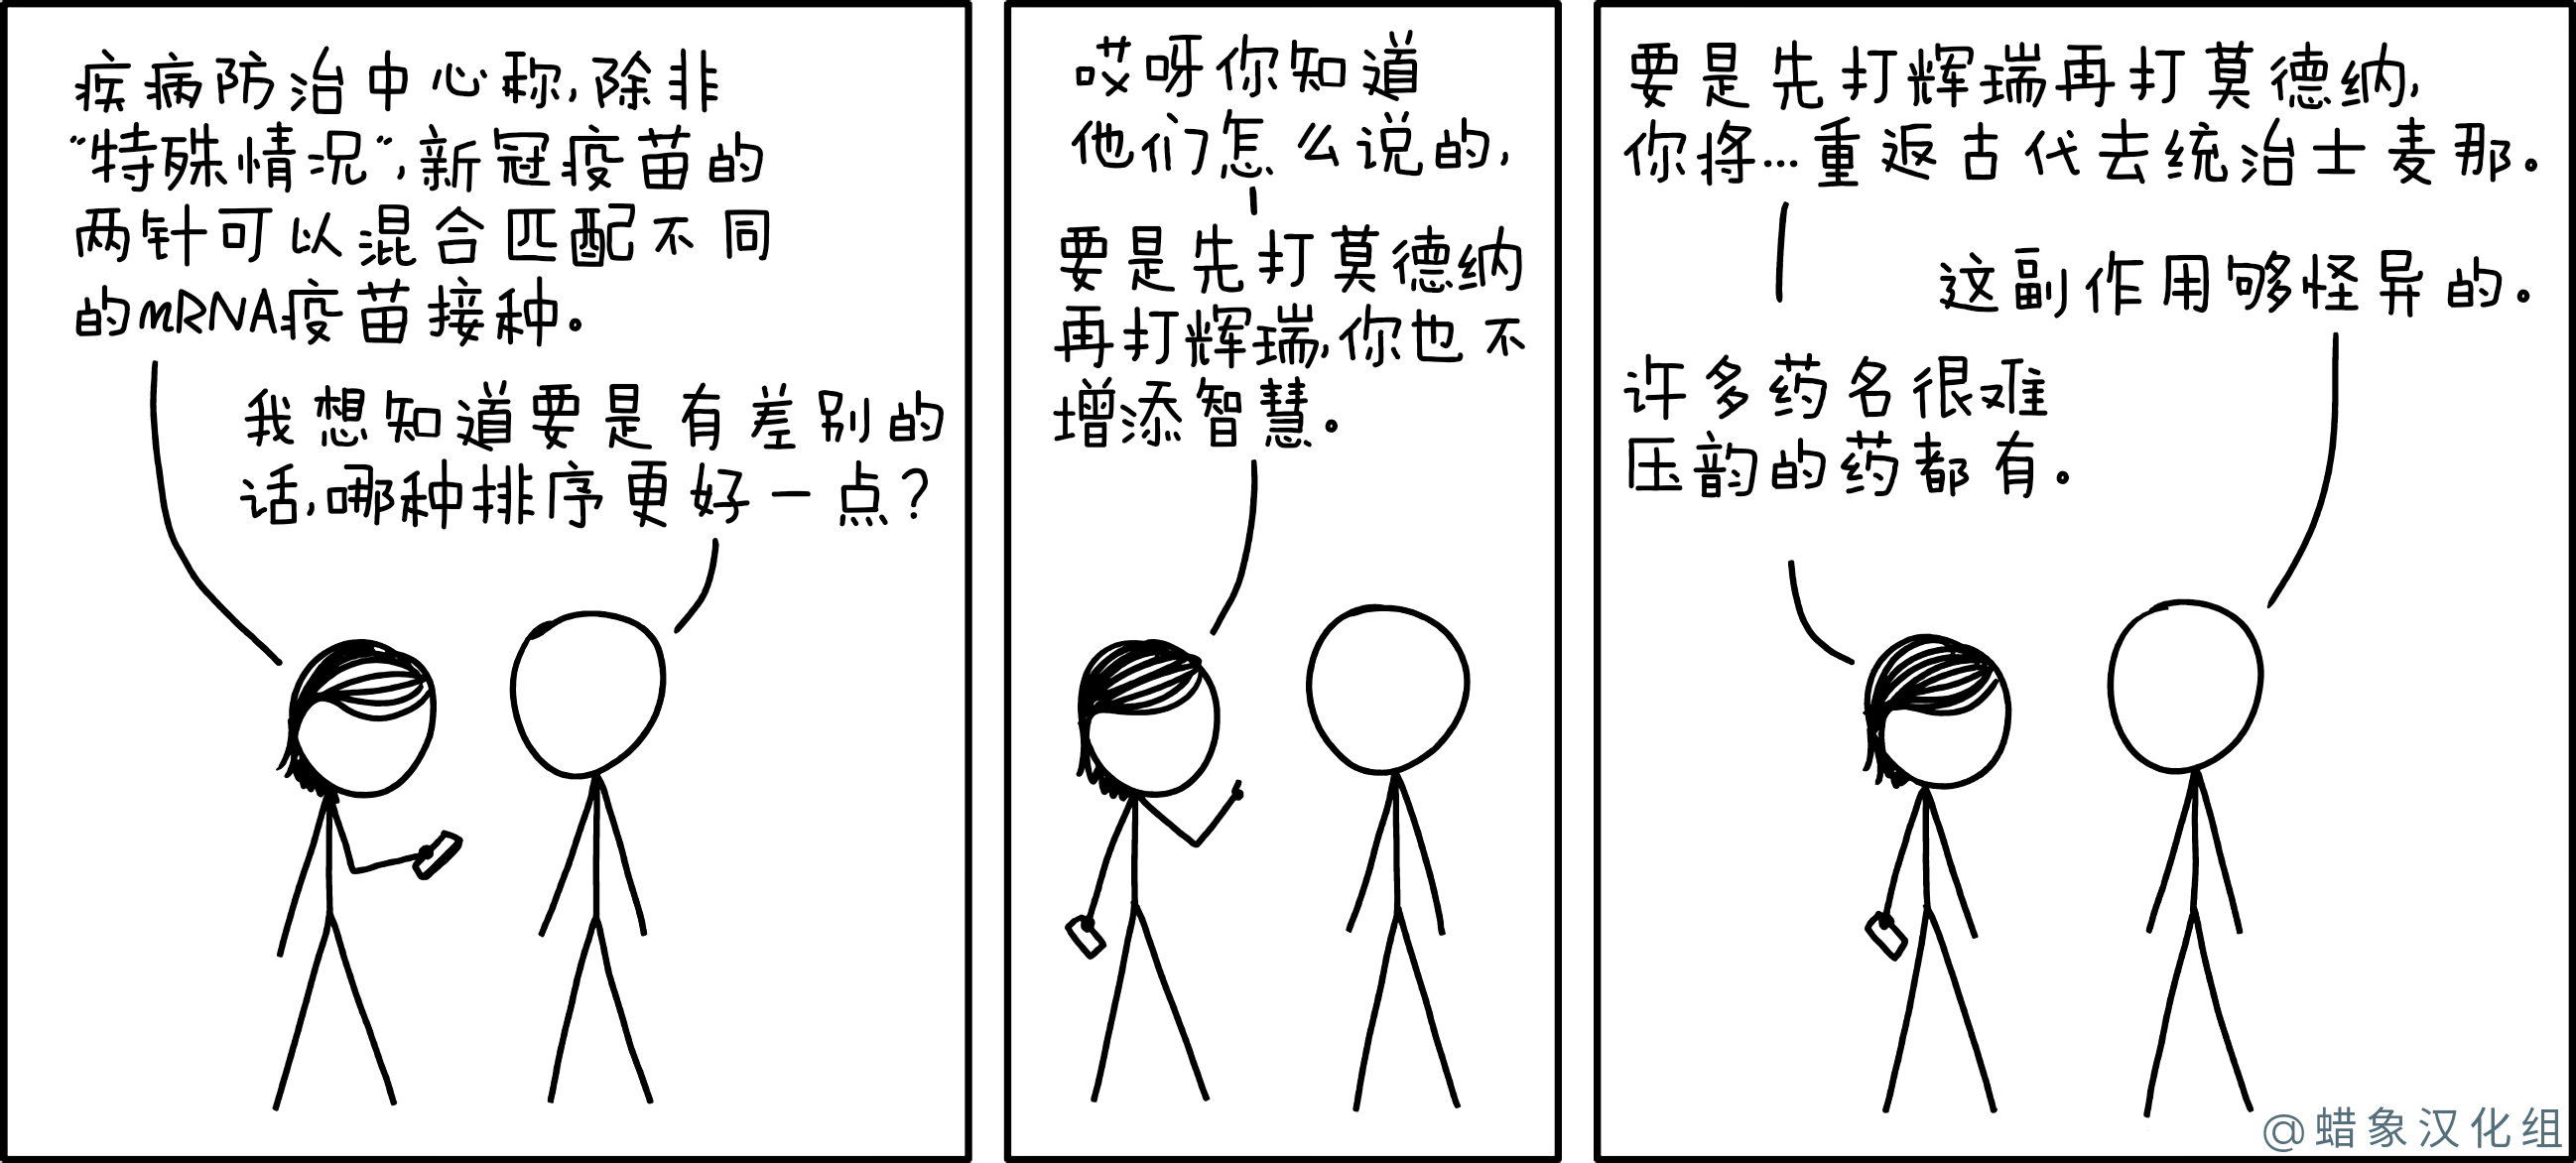 疾病防治中心称,除非
“特殊情况”,新冠疫苗的
两针可以混合匹配不同
的mRNA疫苗接种。
我想知道要是有差别的
话,哪种排序更好一点?
哎呀你知道
他们怎么说的,
要是先打莫德纳
再打辉瑞,你也不
增添智慧。
要是先打辉瑞再打莫德纳,
你将…重返古代去统治士麦那。
这副作用够怪异的。
许多药名很难
压韵的药都有。
@蜡象汉化组